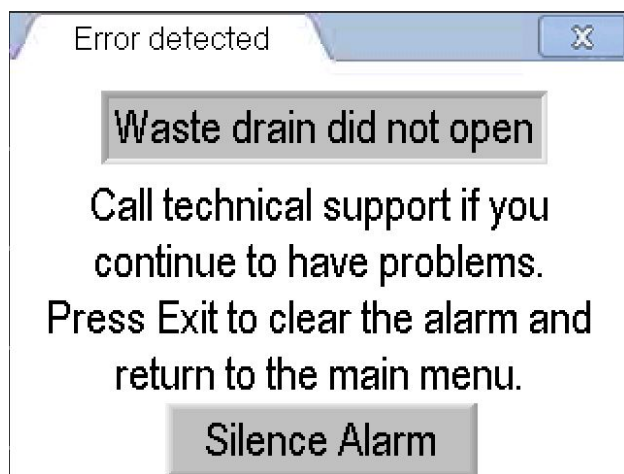 Error detected
Waste drain did not open
Call technical support if you
continue to have problems.
Press Exit to clear the alarm and
return to the main menu.
Silence Alarm